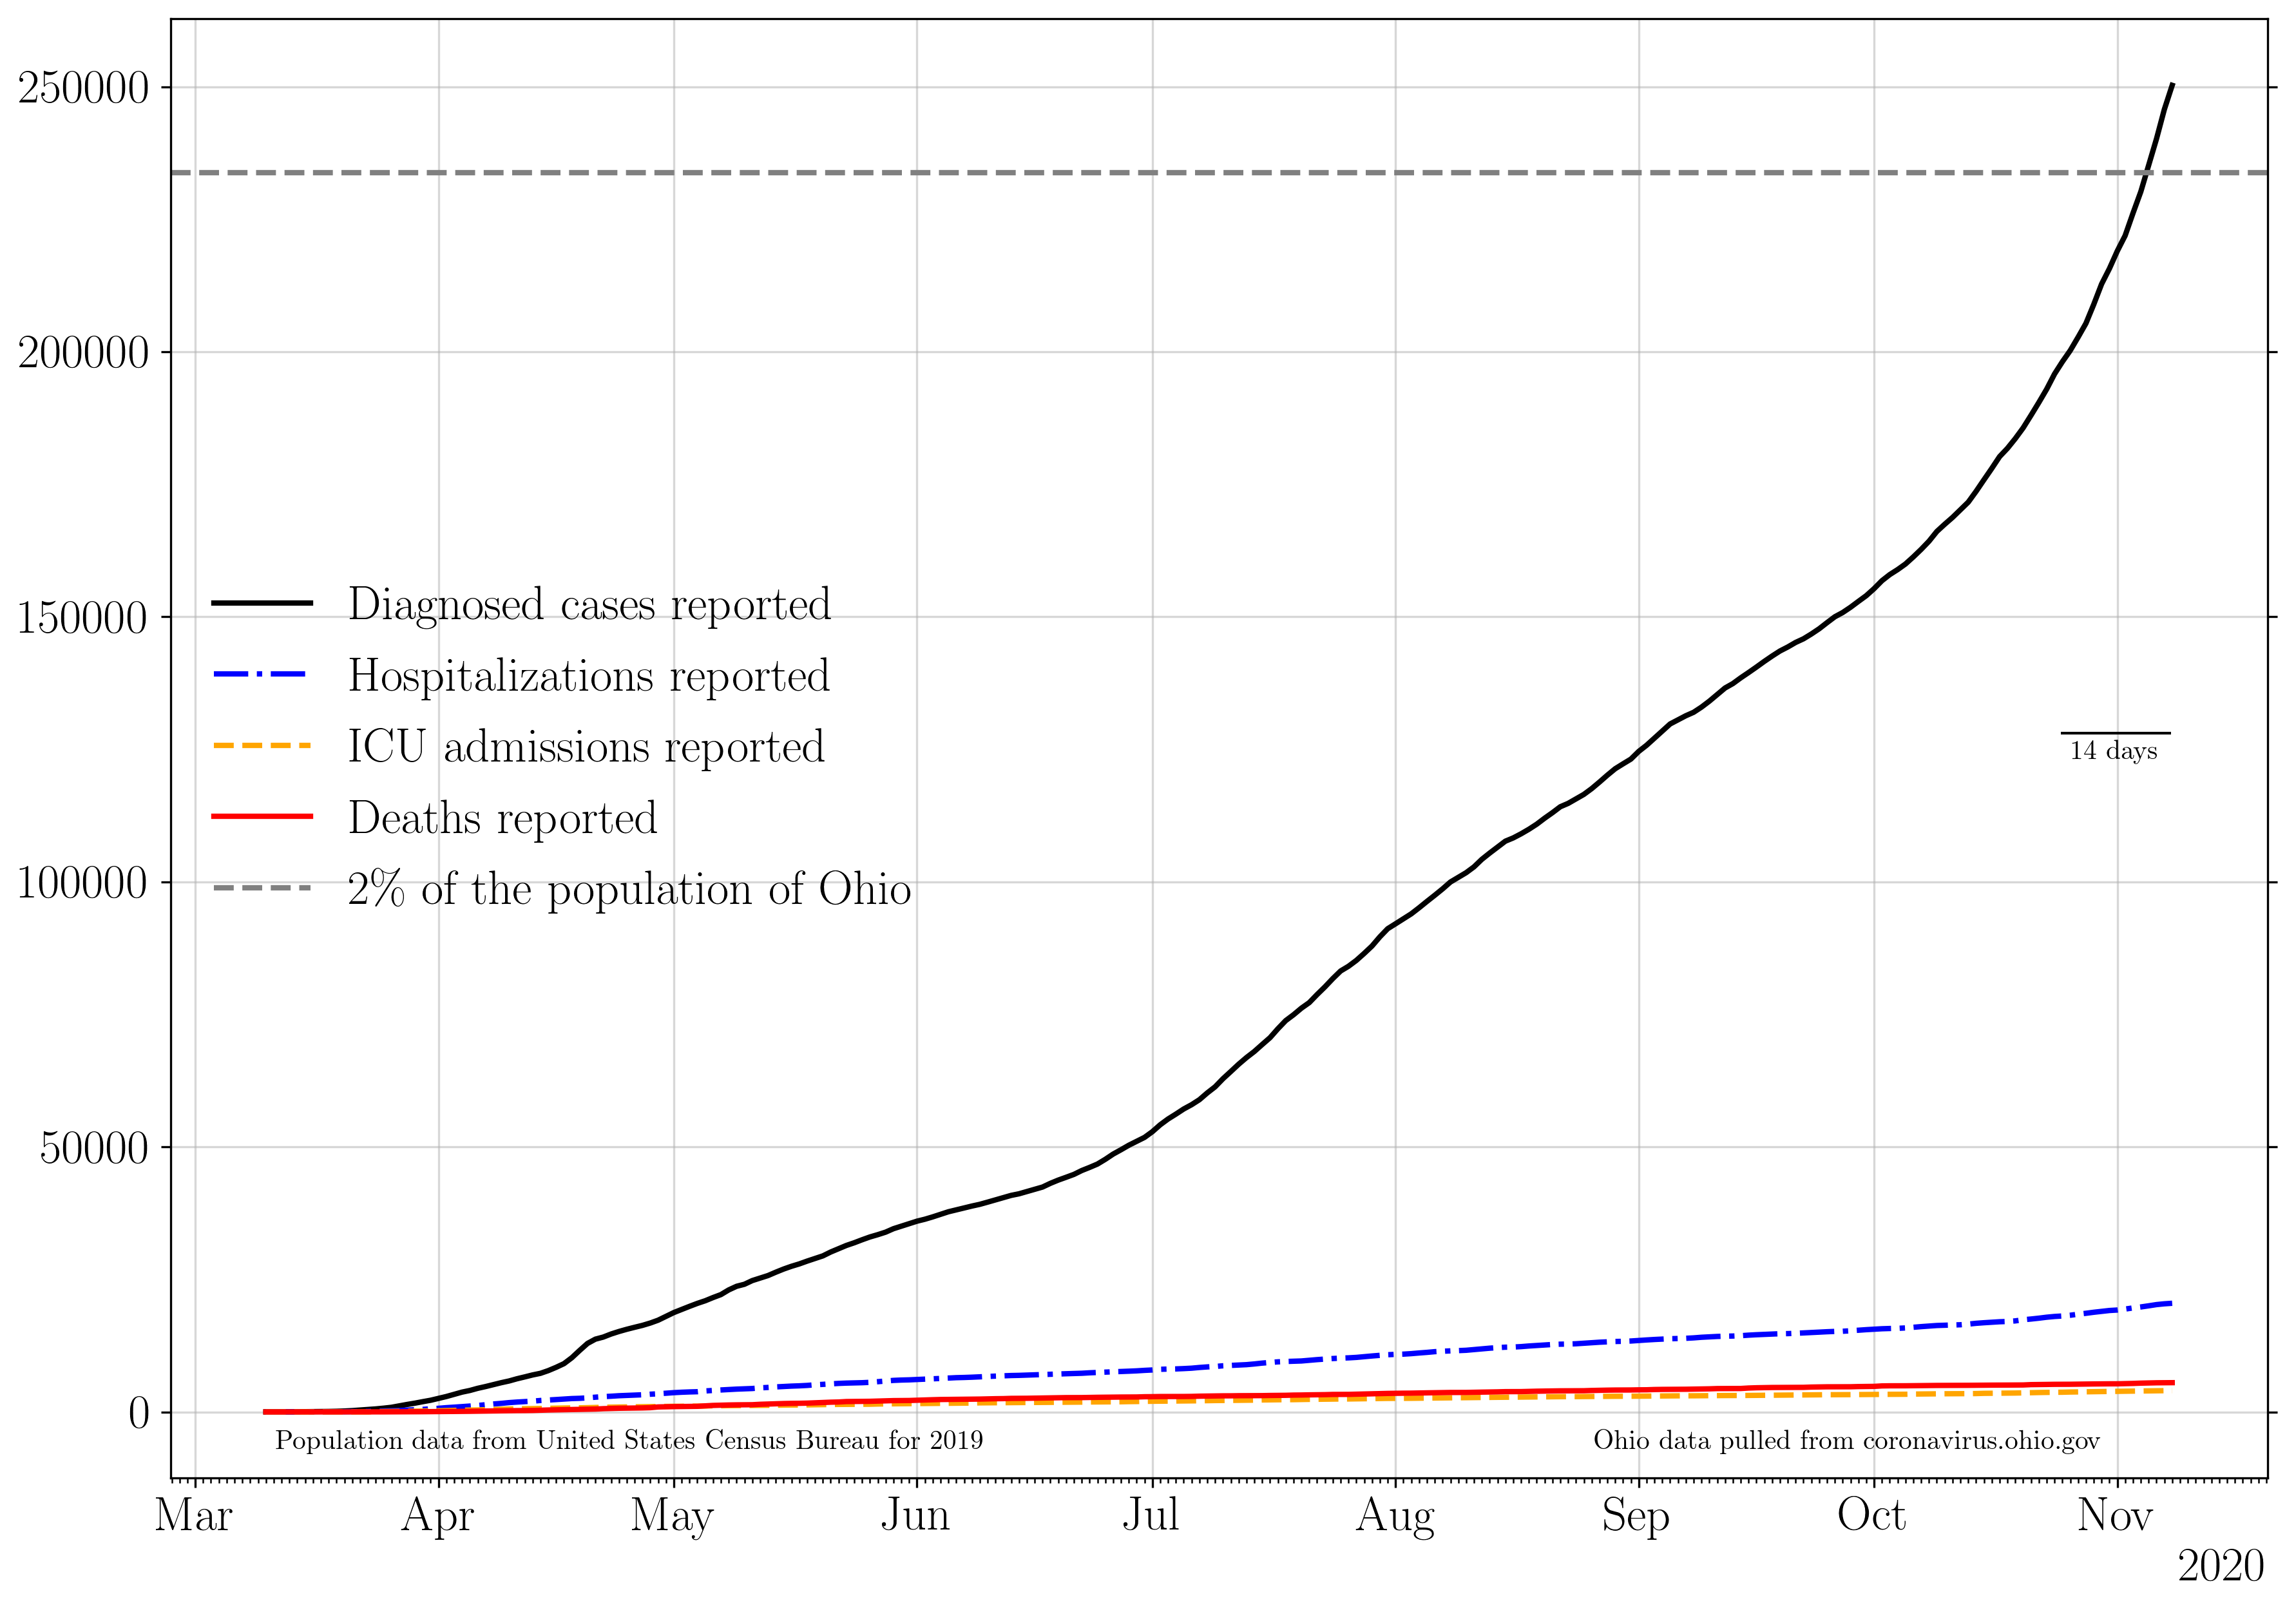 250000
200000
150000
100000
50000
0
Diagnosed cases reported
Hospitalizations reported
ICU admissions reported
Deaths reported
2% of the population of Ohio
14 days
Population data from United States Census Bureau for 2019
Ohio data pulled from coronavirus.ohio.gov
Mar Apr May Jun Jul Aug Sep Oct Nov
2020